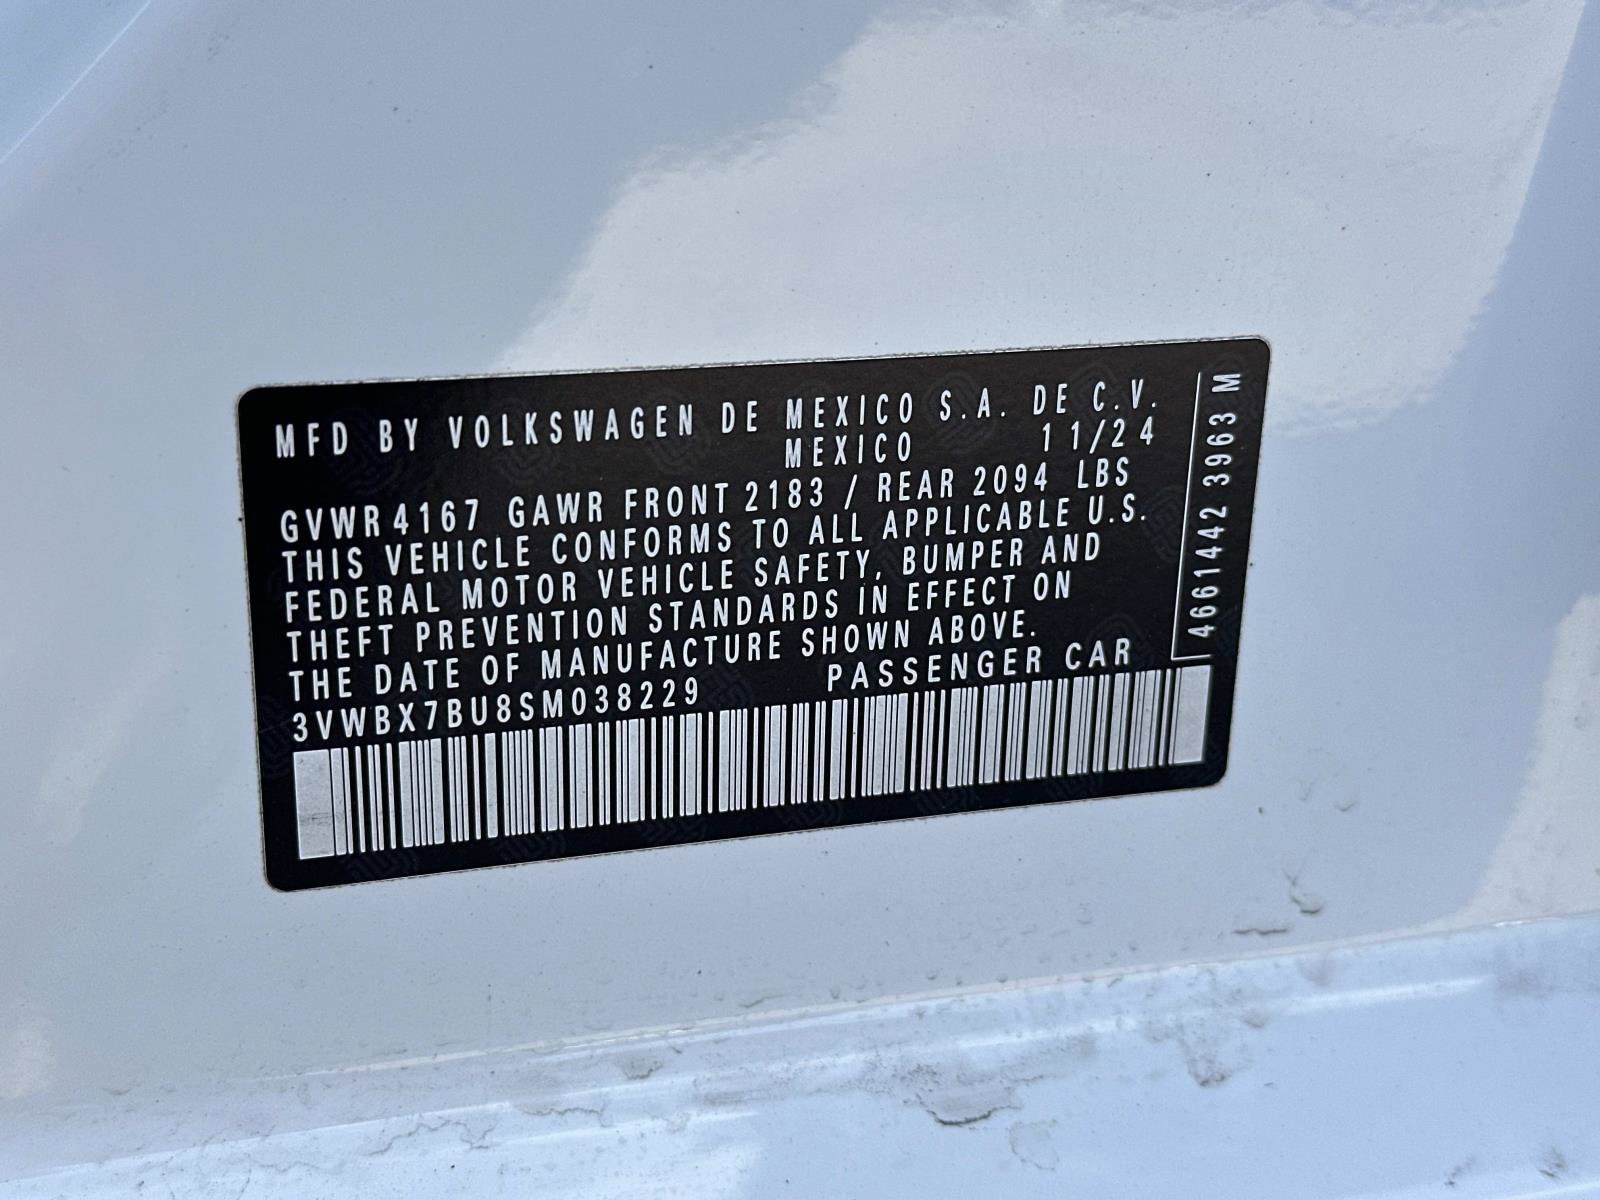 MFD BY VOLKSWAGEN DE MEXICO S.A. DE C.V.
MEXICO 11/24
GVWR 4167 GAWR FRONT 2183 / REAR 2094 LBS
THIS VEHICLE CONFORMS TO ALL APPLICABLE U.S.
FEDERAL MOTOR VEHICLE SAFETY, BUMPER AND
THEFT PREVENTION STANDARDS IN EFFECT ON
THE DATE OF MANUFACTURE SHOWN ABOVE.
3VWBX7BU8SM038229 PASSENGER CAR
4661442 3963 M